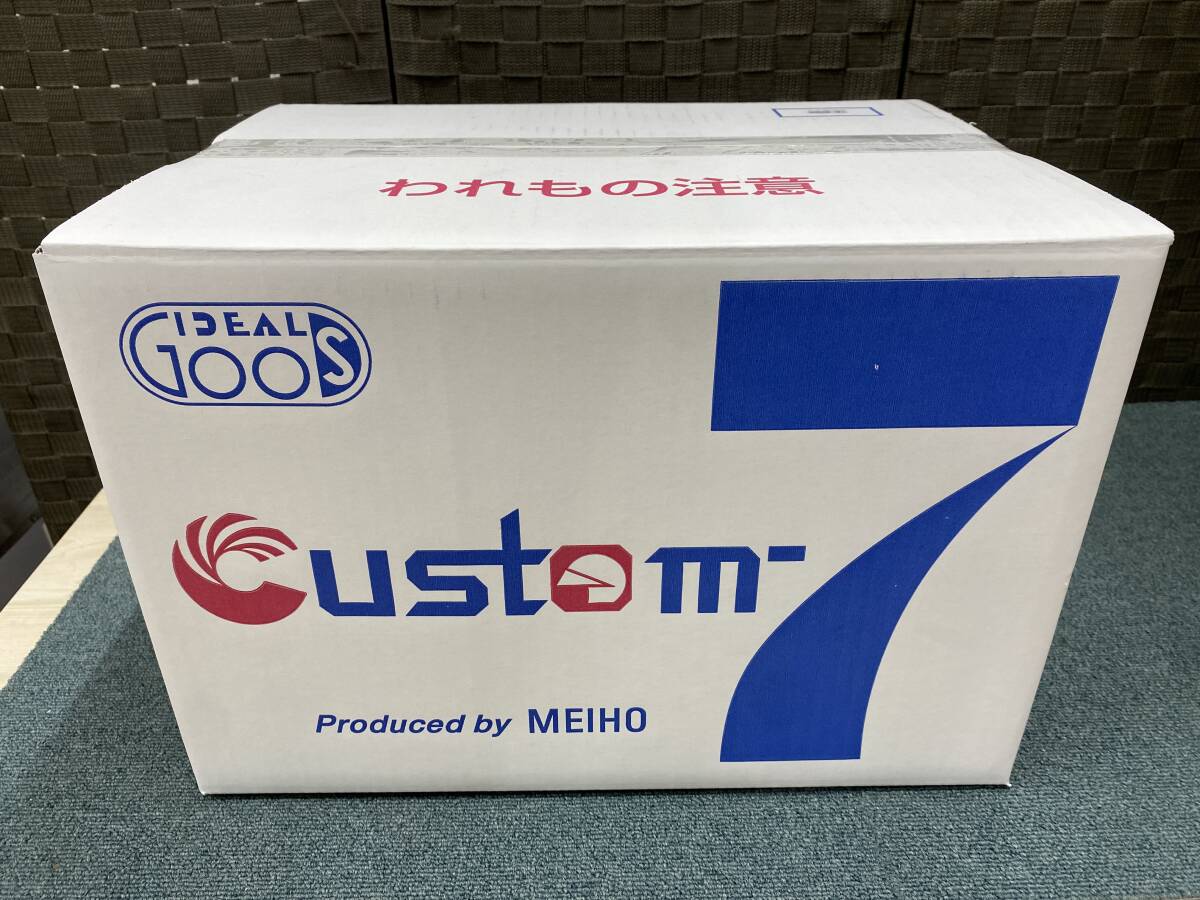 われもの注意
IDEAL
GOODS
Custom-7
Produced by MEIHO